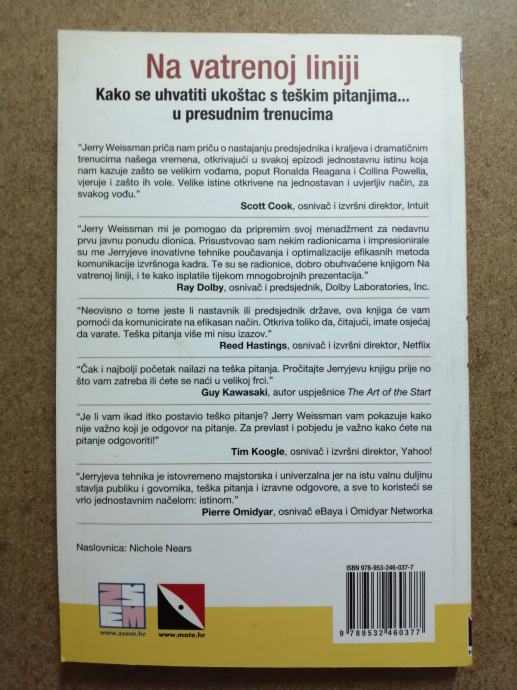 Na vatrenoj liniji
Kako se uhvatiti ukoštac s teškim pitanjima...
u presudnim trenucima
"Jerry Weissman priča nam priču o nastajanju predsjednika i kraljeva i dramatičnim
trenucima našega vremena, otkrivajući u svakoj epizodi jednostavnu istinu koja
nam kazuje zašto se velikim vođama, poput Ronalda Reagana i Collina Powella,
vjeruje i zašto ih vole. Velike istine otkrivene na jednostavan i uvjerljiv način, za
svakog vođu."
Scott Cook, osnivač i izvršni direktor, Intuit
"Jerry Weissman mi je pomogao da pripremim svoj menadžment za nedavnu
prvu javnu ponudu dionica. Prisustvovao sam nekim radionicama i impresionirale
su me Jerryjeve inovativne tehnike poučavanja i optimalizacije efikasnih metoda
komunikacije izvršnoga kadra. Te su se radionice, dobro obuhvaćene knjigom Na
vatrenoj liniji, i te kako isplatile tijekom mnogobrojnih prezentacija."
Ray Dolby, osnivač i predsjednik, Dolby Laboratories, Inc.
"Neovisno o tome jeste li nastavnik ili predsjednik države, ova knjiga će vam
pomoći da komunicirate na efikasan način. Otkriva toliko da, čitajući, imate osjećaj
da varate. Teška pitanja više mi nisu izazov."
Reed Hastings, osnivač i izvršni direktor, Netflix
"Čak i najbolji početak nailazi na teška pitanja. Pročitajte Jerryjevu knjigu prije no
što vam zatreba ili ćete se naći u velikoj frci."
Guy Kawasaki, autor uspješnice The Art of the Start
"Je li vam ikad itko postavio teško pitanje? Jerry Weissman vam pokazuje kako
nije važno koji je odgovor na pitanje. Za prevlast i pobjedu je važno kako ćete na
pitanje odgovoriti!"
Tim Koogle, osnivač i izvršni direktor, Yahoo!
"Jerryjeva tehnika je istovremeno majstorska i univerzalna jer na istu valnu duljinu
stavlja publiku i govornika, teška pitanja i izravne odgovore, a sve to koristeći se
vrlo jednostavnim načelom: istinom."
Pierre Omidyar, osnivač eBaya i Omidyar Networka
Naslovnica: Nichole Nears
ISBN 978-953-246-037-7
ZS
EM
www.zsem.hr
www.mate.hr
9 789532 460377